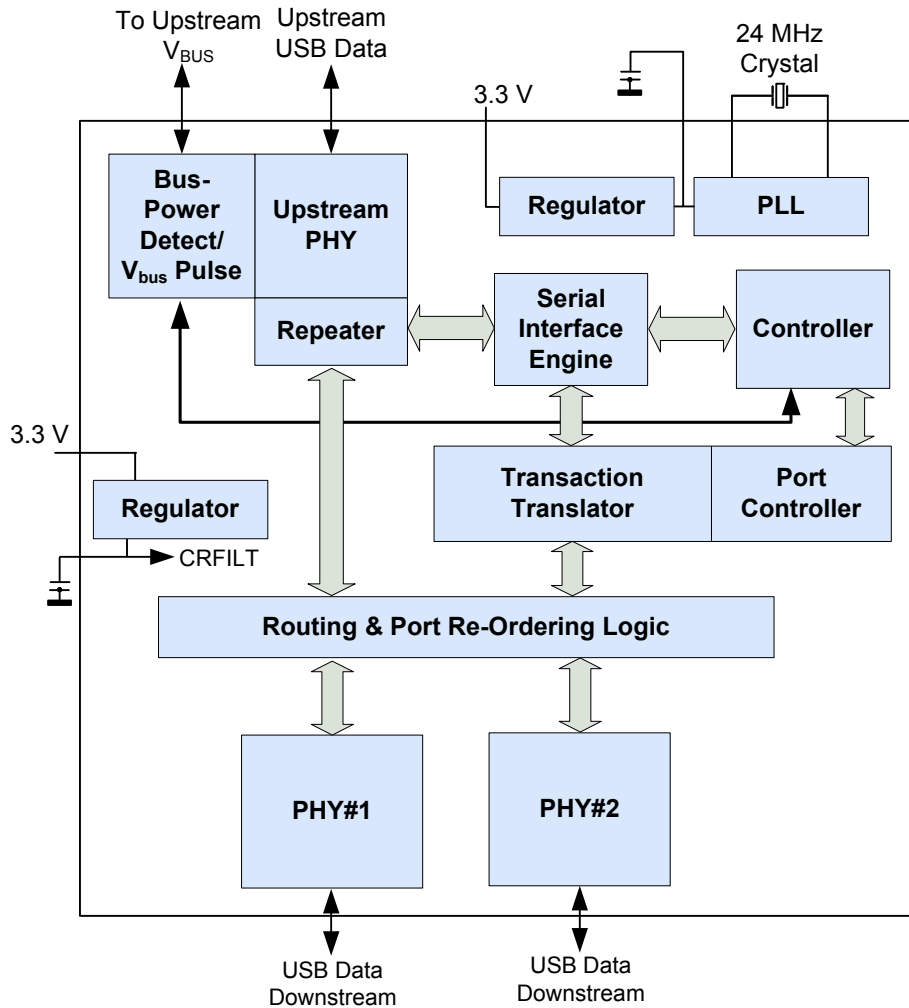 To Upstream
VBUS
Upstream
USB Data
24 MHz
Crystal
3.3 V
Bus-
Power
Detect/
Vbus Pulse
Upstream
PHY
Regulator
PLL
Repeater
Serial
Interface
Engine
Controller
3.3 V
Regulator
CRFILT
Transaction
Translator
Port
Controller
Routing & Port Re-Ordering Logic
PHY#1
PHY#2
USB Data
Downstream
USB Data
Downstream